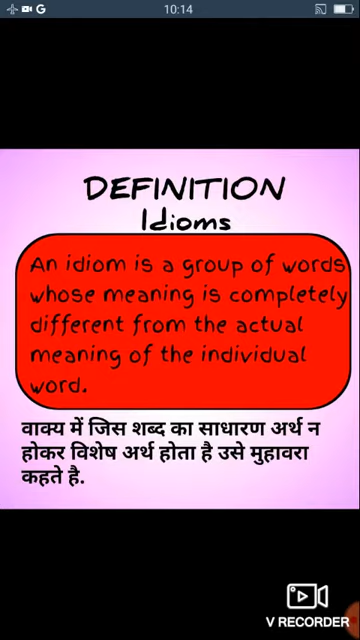 10:14
DEFINITION
Idioms
An idiom is a group of words
whose meaning is completely
different from the actual
meaning of the individual
word.
वाक्य में जिस शब्द का साधारण अर्थ न
होकर विशेष अर्थ होता है उसे मुहावरा
कहते है.
V RECORDER